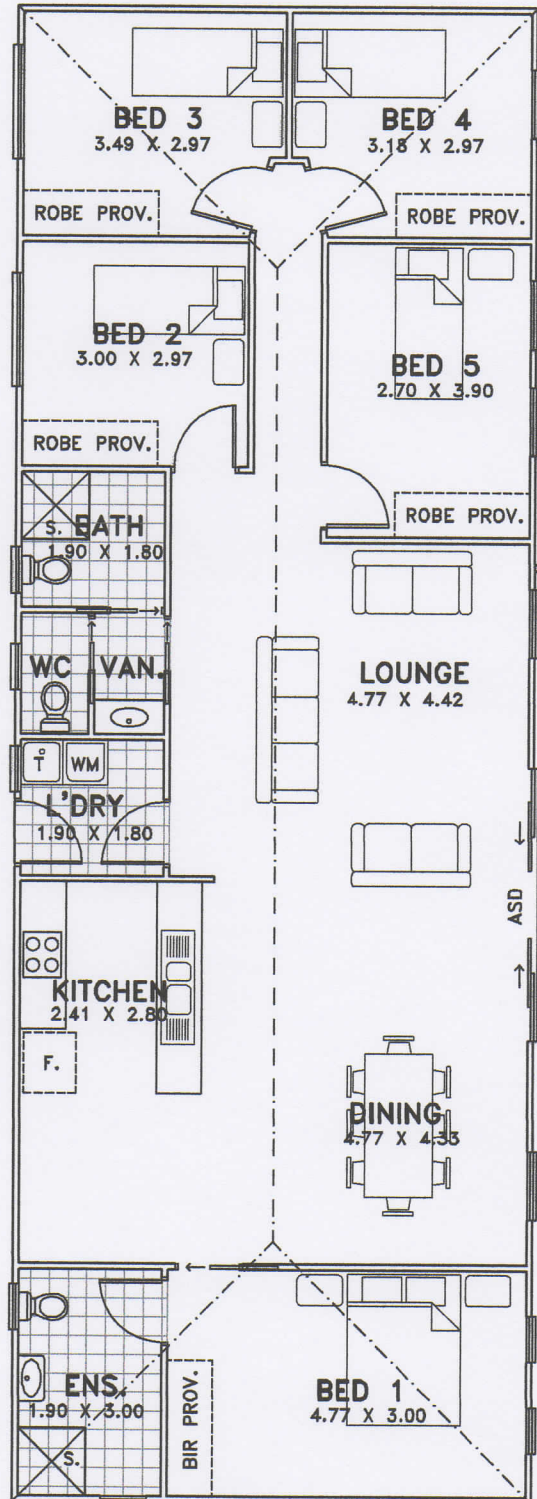 BED 3
3.49 X 2.97
BED 4
3.15 X 2.97
ROBE PROV.
ROBE PROV.
BED 2
3.00 X 2.97
BED 5
2.70 X 3.90
ROBE PROV.
ROBE PROV.
S.
BATH
1.90 X 1.80
WC
VAN.
LOUNGE
4.77 X 4.42
T
WM
L'DRY
1.90 X 1.80
ASD
KITCHEN
2.41 X 2.80
F.
DINING
4.77 X 4.33
ENS.
1.90 X 3.00
S.
BIR PROV.
BED 1
4.77 X 3.00